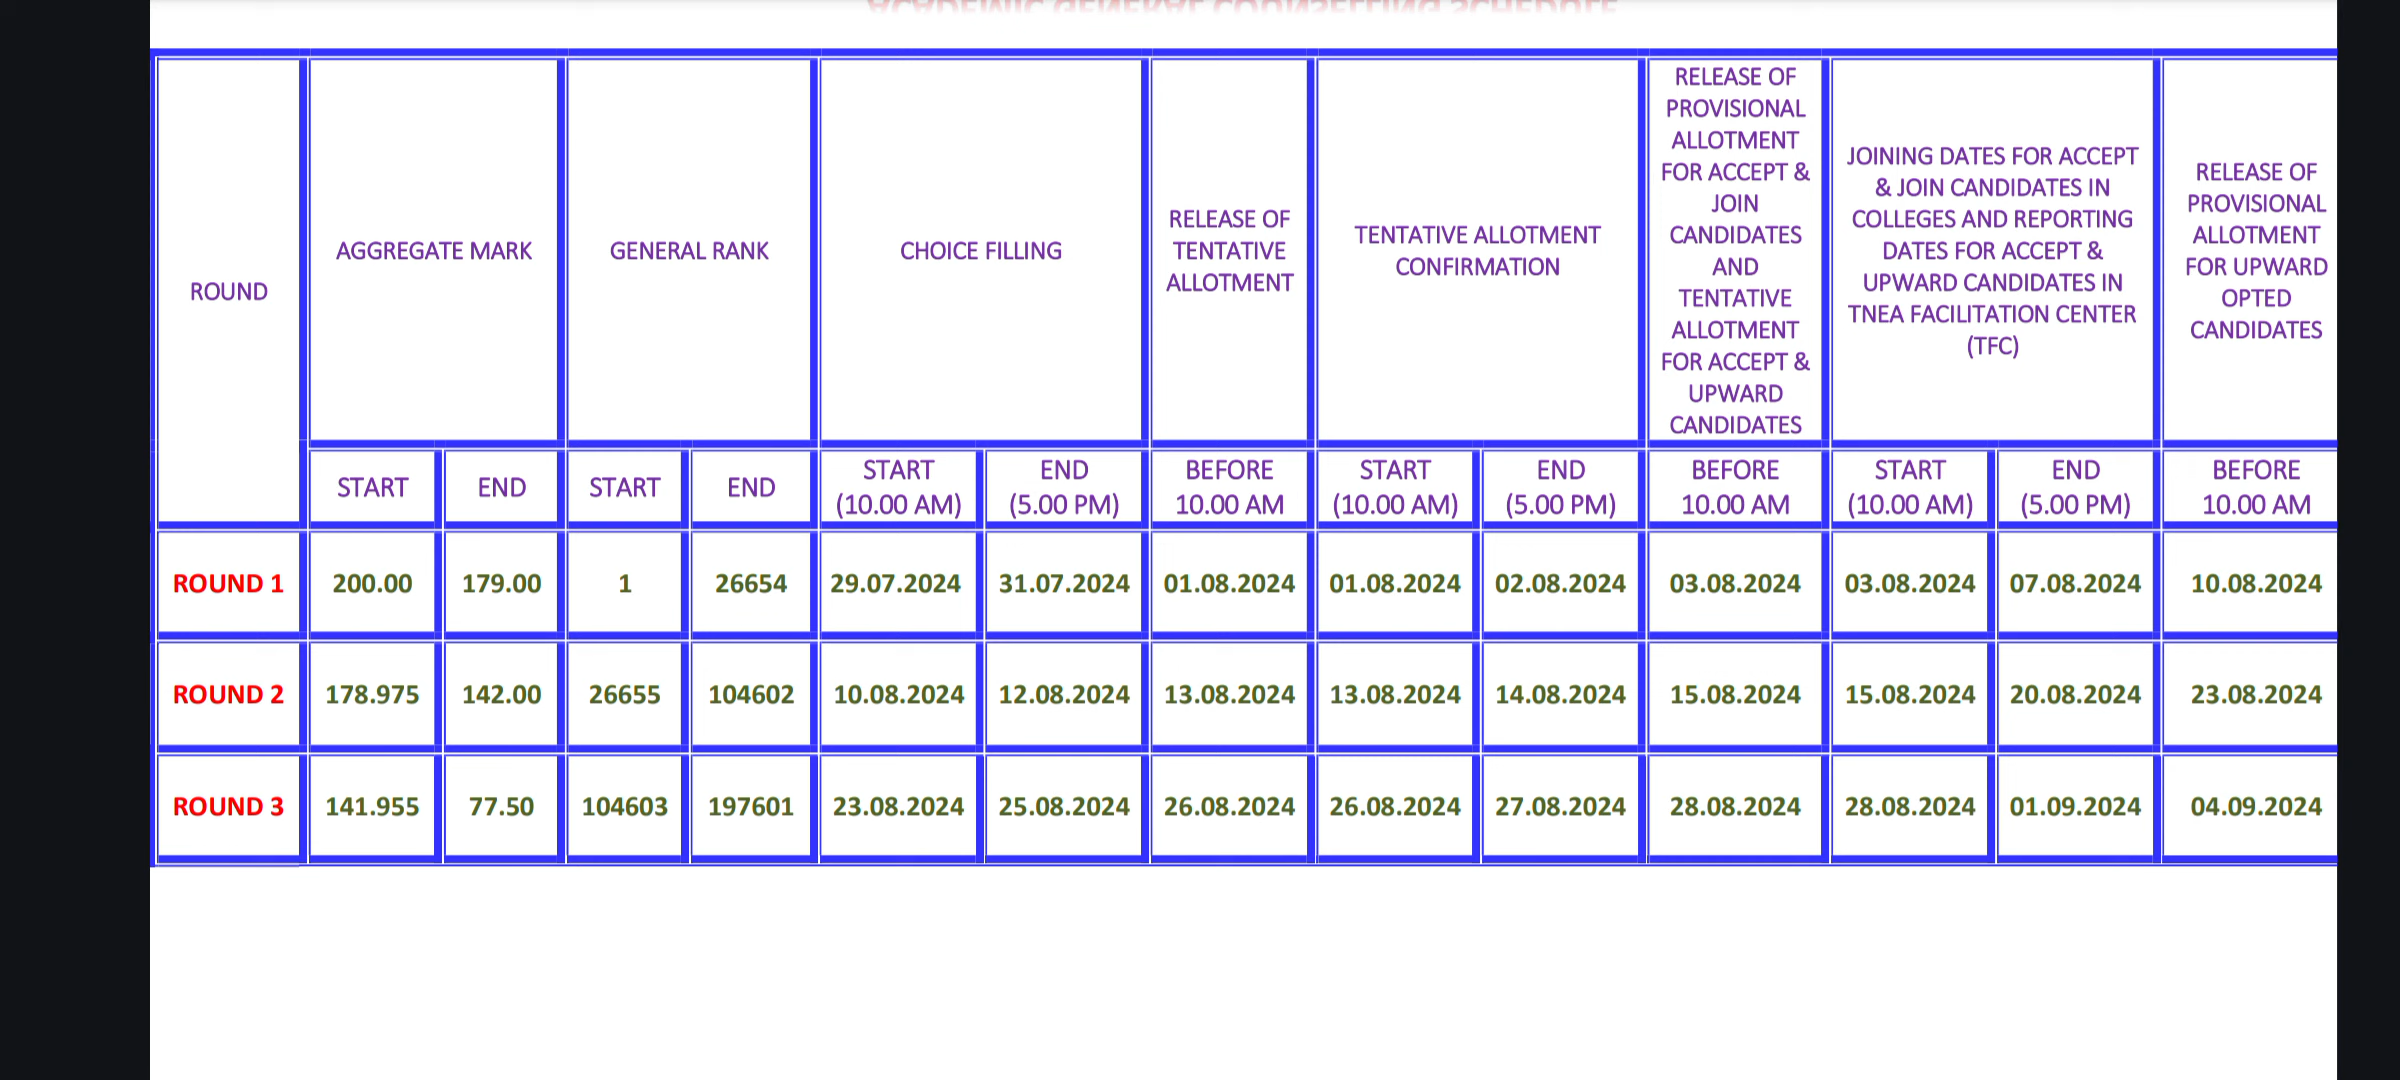 ACADEMIC GENERAL COUNSELLING SCHEDULE
ROUND
AGGREGATE MARK
GENERAL RANK
CHOICE FILLING
RELEASE OF
TENTATIVE
ALLOTMENT
TENTATIVE ALLOTMENT
CONFIRMATION
RELEASE OF
PROVISIONAL
ALLOTMENT
FOR ACCEPT &
JOIN
CANDIDATES
AND
TENTATIVE
ALLOTMENT
FOR ACCEPT &
UPWARD
CANDIDATES
JOINING DATES FOR ACCEPT
& JOIN CANDIDATES IN
COLLEGES AND REPORTING
DATES FOR ACCEPT &
UPWARD CANDIDATES IN
TNEA FACILITATION CENTER
(TFC)
RELEASE OF
PROVISIONAL
ALLOTMENT
FOR UPWARD
OPTED
CANDIDATES
START END START END START (10.00 AM) END (5.00 PM) BEFORE 10.00 AM START (10.00 AM) END (5.00 PM) BEFORE 10.00 AM START (10.00 AM) END (5.00 PM) BEFORE 10.00 AM
ROUND 1 200.00 179.00 1 26654 29.07.2024 31.07.2024 01.08.2024 01.08.2024 02.08.2024 03.08.2024 03.08.2024 07.08.2024 10.08.2024
ROUND 2 178.975 142.00 26655 104602 10.08.2024 12.08.2024 13.08.2024 13.08.2024 14.08.2024 15.08.2024 15.08.2024 20.08.2024 23.08.2024
ROUND 3 141.955 77.50 104603 197601 23.08.2024 25.08.2024 26.08.2024 26.08.2024 27.08.2024 28.08.2024 28.08.2024 01.09.2024 04.09.2024